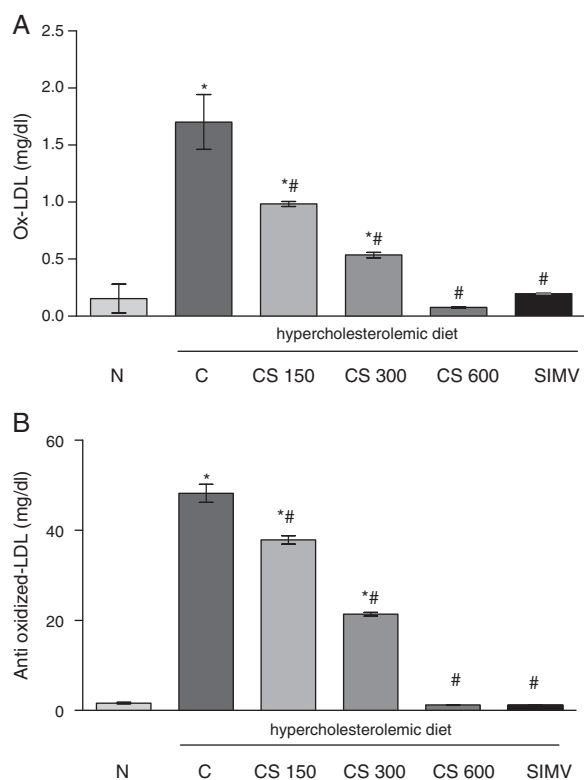 A
Ox-LDL (mg/dl)
2.5
2.0
1.5
1.0
0.5
0.0
*
*#
*#
#
#
hypercholesterolemic diet
N C CS 150 CS 300 CS 600 SIMV
B
Anti oxidized-LDL (mg/dl)
60
40
20
0
*
*#
*#
#
#
hypercholesterolemic diet
N C CS 150 CS 300 CS 600 SIMV